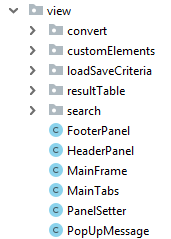 view
convert
customElements
loadSaveCriteria
resultTable
search
C FooterPanel
C HeaderPanel
C MainFrame
C MainTabs
C PanelSetter
C PopUpMessage